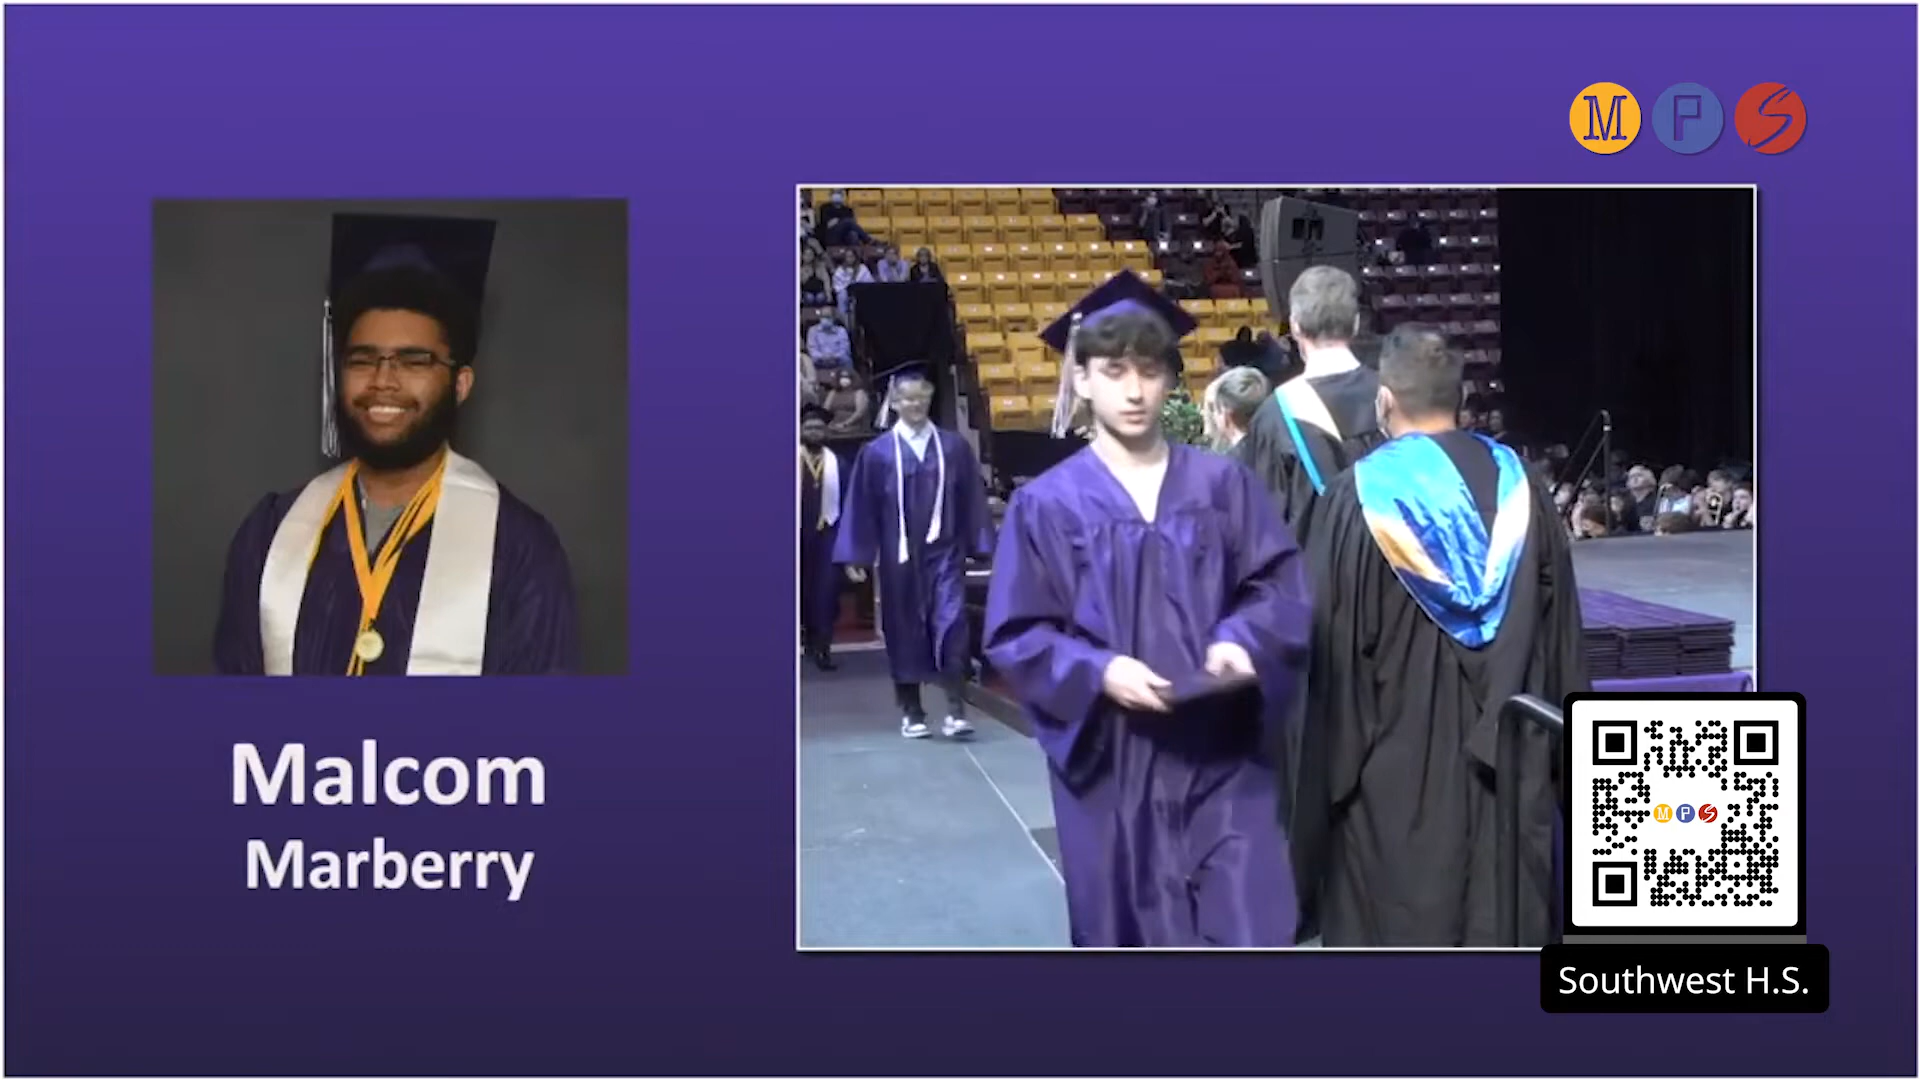 M P S
Malcom
Marberry
M P S
Southwest H.S.